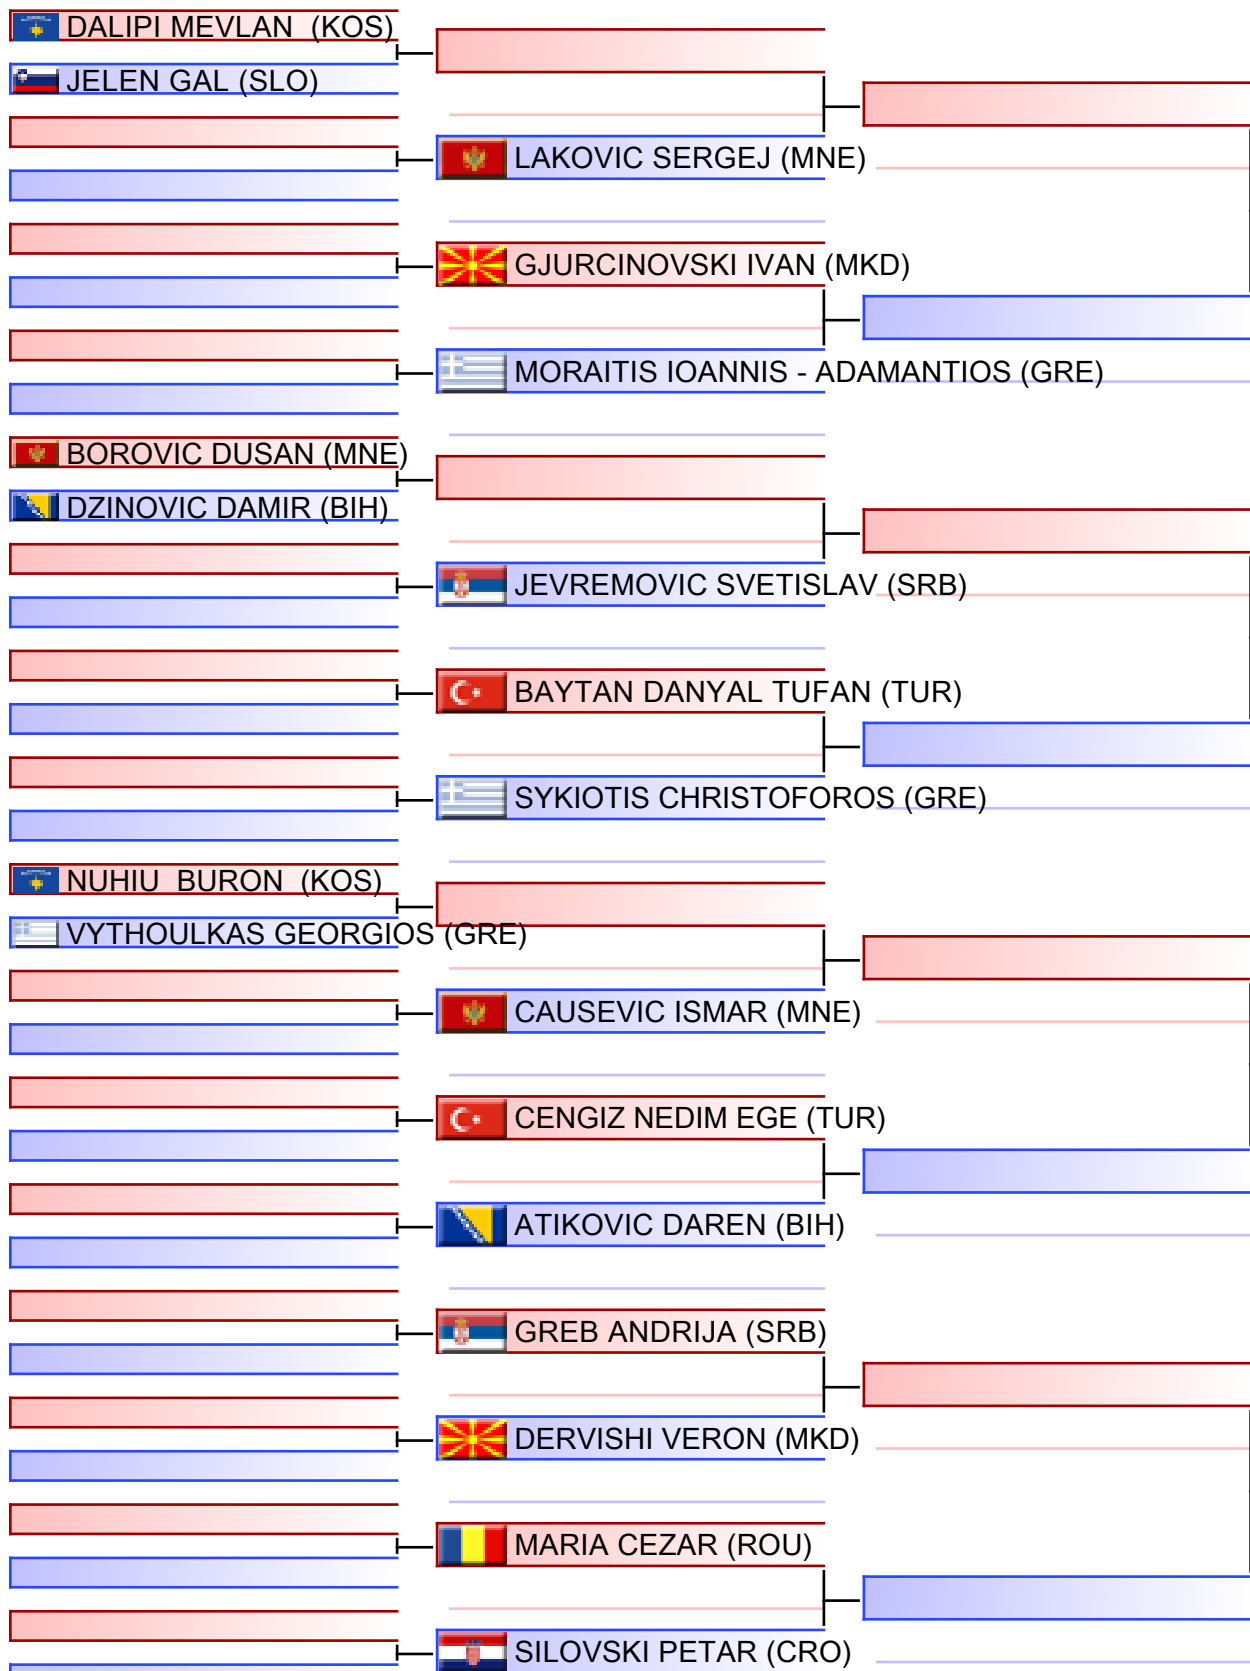 DALIPI MEVLAN  (KOS)
JELEN GAL (SLO)
LAKOVIC SERGEJ (MNE)
GJURCINOVSKI IVAN (MKD)
MORAITIS IOANNIS - ADAMANTIOS (GRE)
BOROVIC DUSAN (MNE)
DZINOVIC DAMIR (BIH)
JEVREMOVIC SVETISLAV (SRB)
BAYTAN DANYAL TUFAN (TUR)
SYKIOTIS CHRISTOFOROS (GRE)
NUHIU  BURON  (KOS)
VYTHOULKAS GEORGIOS (GRE)
CAUSEVIC ISMAR (MNE)
CENGIZ NEDIM EGE (TUR)
ATIKOVIC DAREN (BIH)
GREB ANDRIJA (SRB)
DERVISHI VERON (MKD)
MARIA CEZAR (ROU)
SILOVSKI PETAR (CRO)